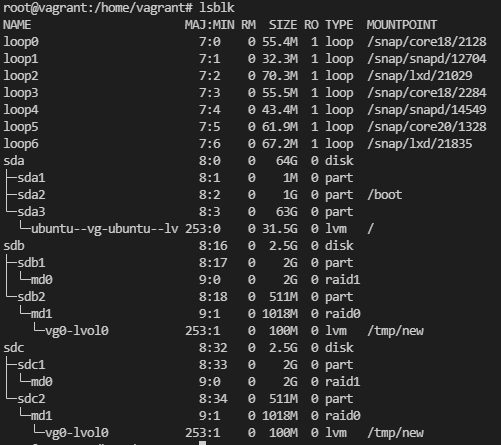 root@vagrant:/home/vagrant# lsblk
NAME                      MAJ:MIN RM  SIZE RO TYPE  MOUNTPOINT
loop0                       7:0    0 55.4M  1 loop  /snap/core18/2128
loop1                       7:1    0 32.3M  1 loop  /snap/snapd/12704
loop2                       7:2    0 70.3M  1 loop  /snap/lxd/21029
loop3                       7:3    0 55.5M  1 loop  /snap/core18/2284
loop4                       7:4    0 43.4M  1 loop  /snap/snapd/14549
loop5                       7:5    0 61.9M  1 loop  /snap/core20/1328
loop6                       7:6    0 67.2M  1 loop  /snap/lxd/21835
sda                         8:0    0   64G  0 disk
├─sda1                      8:1    0    1M  0 part
├─sda2                      8:2    0    1G  0 part  /boot
└─sda3                      8:3    0   63G  0 part
  └─ubuntu--vg-ubuntu--lv 253:0    0 31.5G  0 lvm   /
sdb                         8:16   0  2.5G  0 disk
├─sdb1                      8:17   0    2G  0 part
│ └─md0                     9:0    0    2G  0 raid1
└─sdb2                      8:18   0  511M  0 part
  └─md1                     9:1    0 1018M  0 raid0
    └─vg0-lvol0           253:1    0  100M  0 lvm   /tmp/new
sdc                         8:32   0  2.5G  0 disk
├─sdc1                      8:33   0    2G  0 part
│ └─md0                     9:0    0    2G  0 raid1
└─sdc2                      8:34   0  511M  0 part
  └─md1                     9:1    0 1018M  0 raid0
    └─vg0-lvol0           253:1    0  100M  0 lvm   /tmp/new